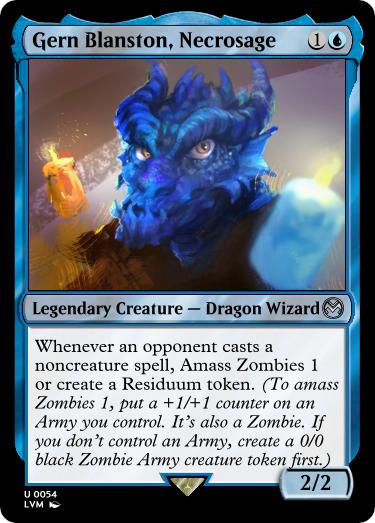 Gern Blanston, Necrosage 1
Legendary Creature — Dragon Wizard
Whenever an opponent casts a
noncreature spell, Amass Zombies 1
or create a Residuum token. (To amass
Zombies 1, put a +1/+1 counter on an
Army you control. It's also a Zombie. If
you don't control an Army, create a 0/0
black Zombie Army creature token first.)
2/2
U 0054
LVM